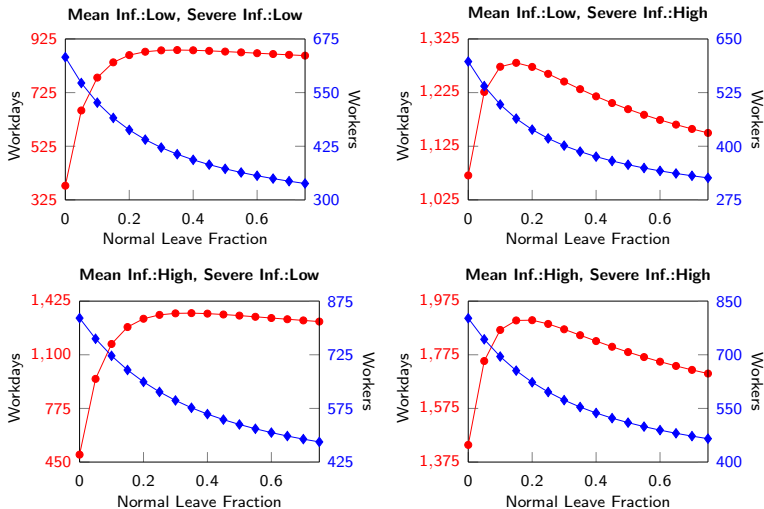 Mean Inf.:Low, Severe Inf.:Low
925
725
525
325
Workdays
675
550
425
300
Workers
0 0.2 0.4 0.6
Normal Leave Fraction
Mean Inf.:Low, Severe Inf.:High
1,325
1,225
1,125
1,025
Workdays
650
525
400
275
Workers
0 0.2 0.4 0.6
Normal Leave Fraction
Mean Inf.:High, Severe Inf.:Low
1,425
1,100
775
450
Workdays
875
725
575
425
Workers
0 0.2 0.4 0.6
Normal Leave Fraction
Mean Inf.:High, Severe Inf.:High
1,975
1,775
1,575
1,375
Workdays
850
700
550
400
Workers
0 0.2 0.4 0.6
Normal Leave Fraction